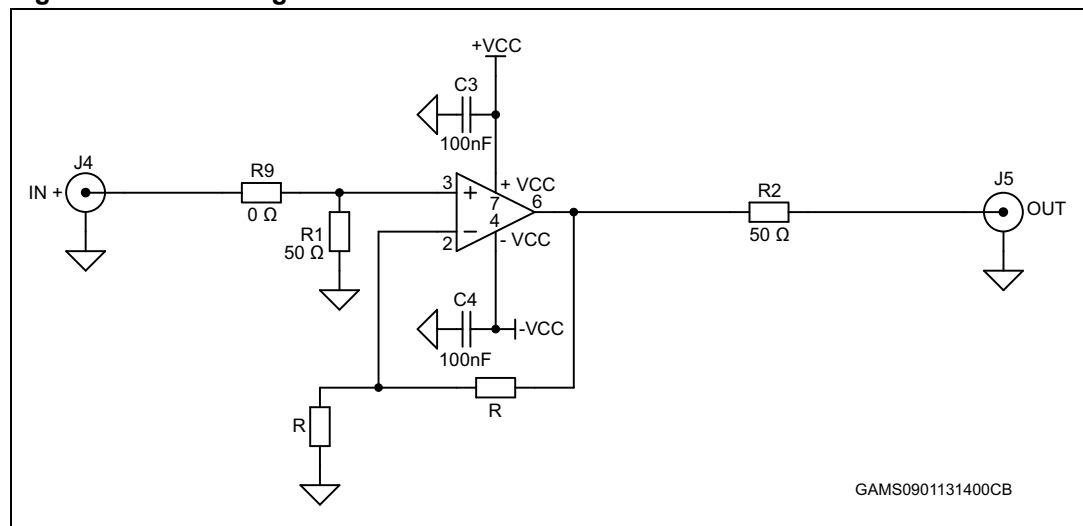 +VCC
C3
100nF
J4
IN +
R9
0 Ω
R1
50 Ω
3
+
+ VCC
7
6
2
−
4
- VCC
R2
50 Ω
J5
OUT
C4
100nF
-VCC
R
R
GAMS0901131400CB